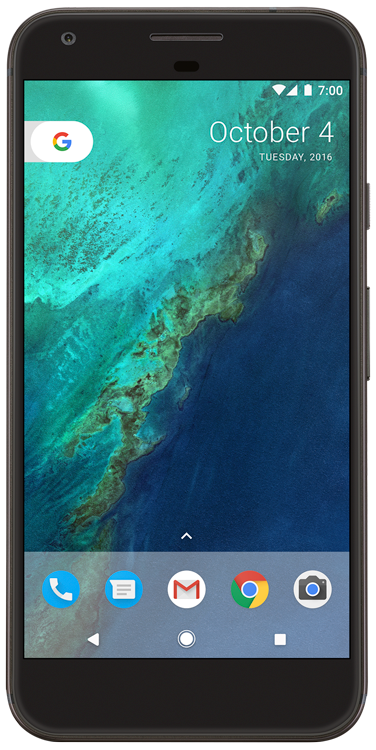 7:00
G
October 4
TUESDAY, 2016